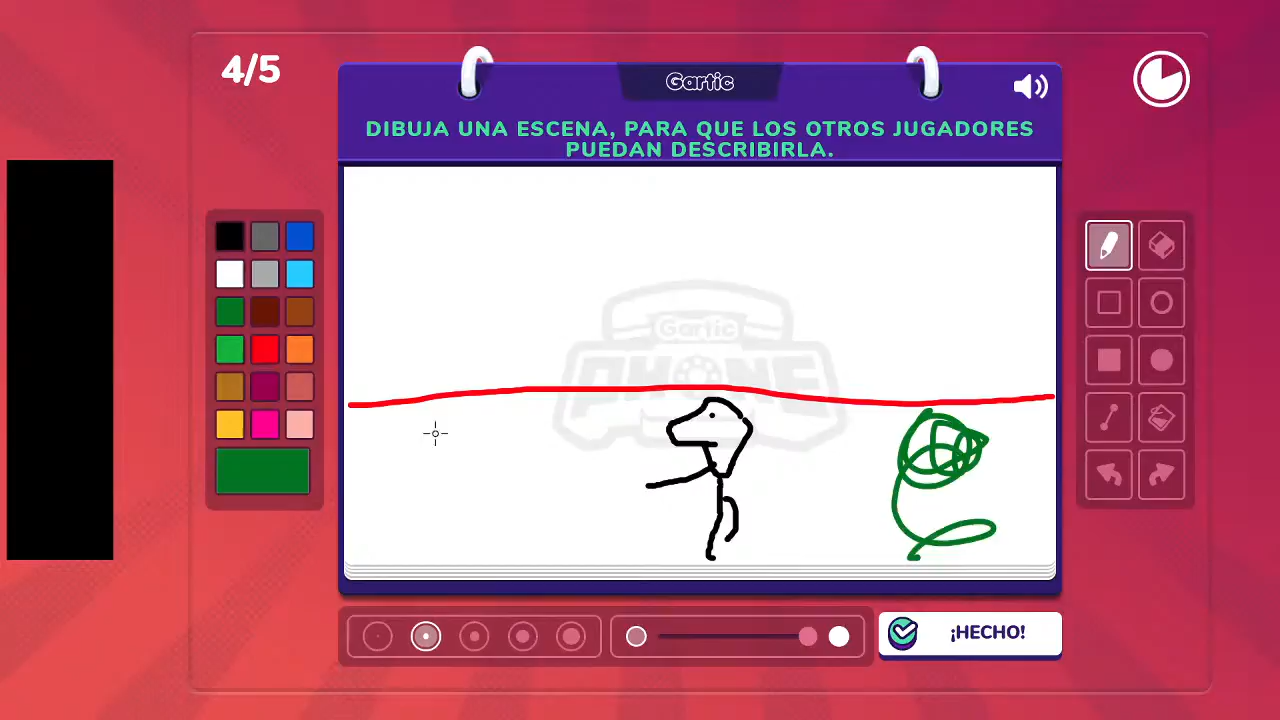 4/5
Gartic
DIBUJA UNA ESCENA, PARA QUE LOS OTROS JUGADORES
PUEDAN DESCRIBIRLA.
Gartic
PHONE
¡HECHO!